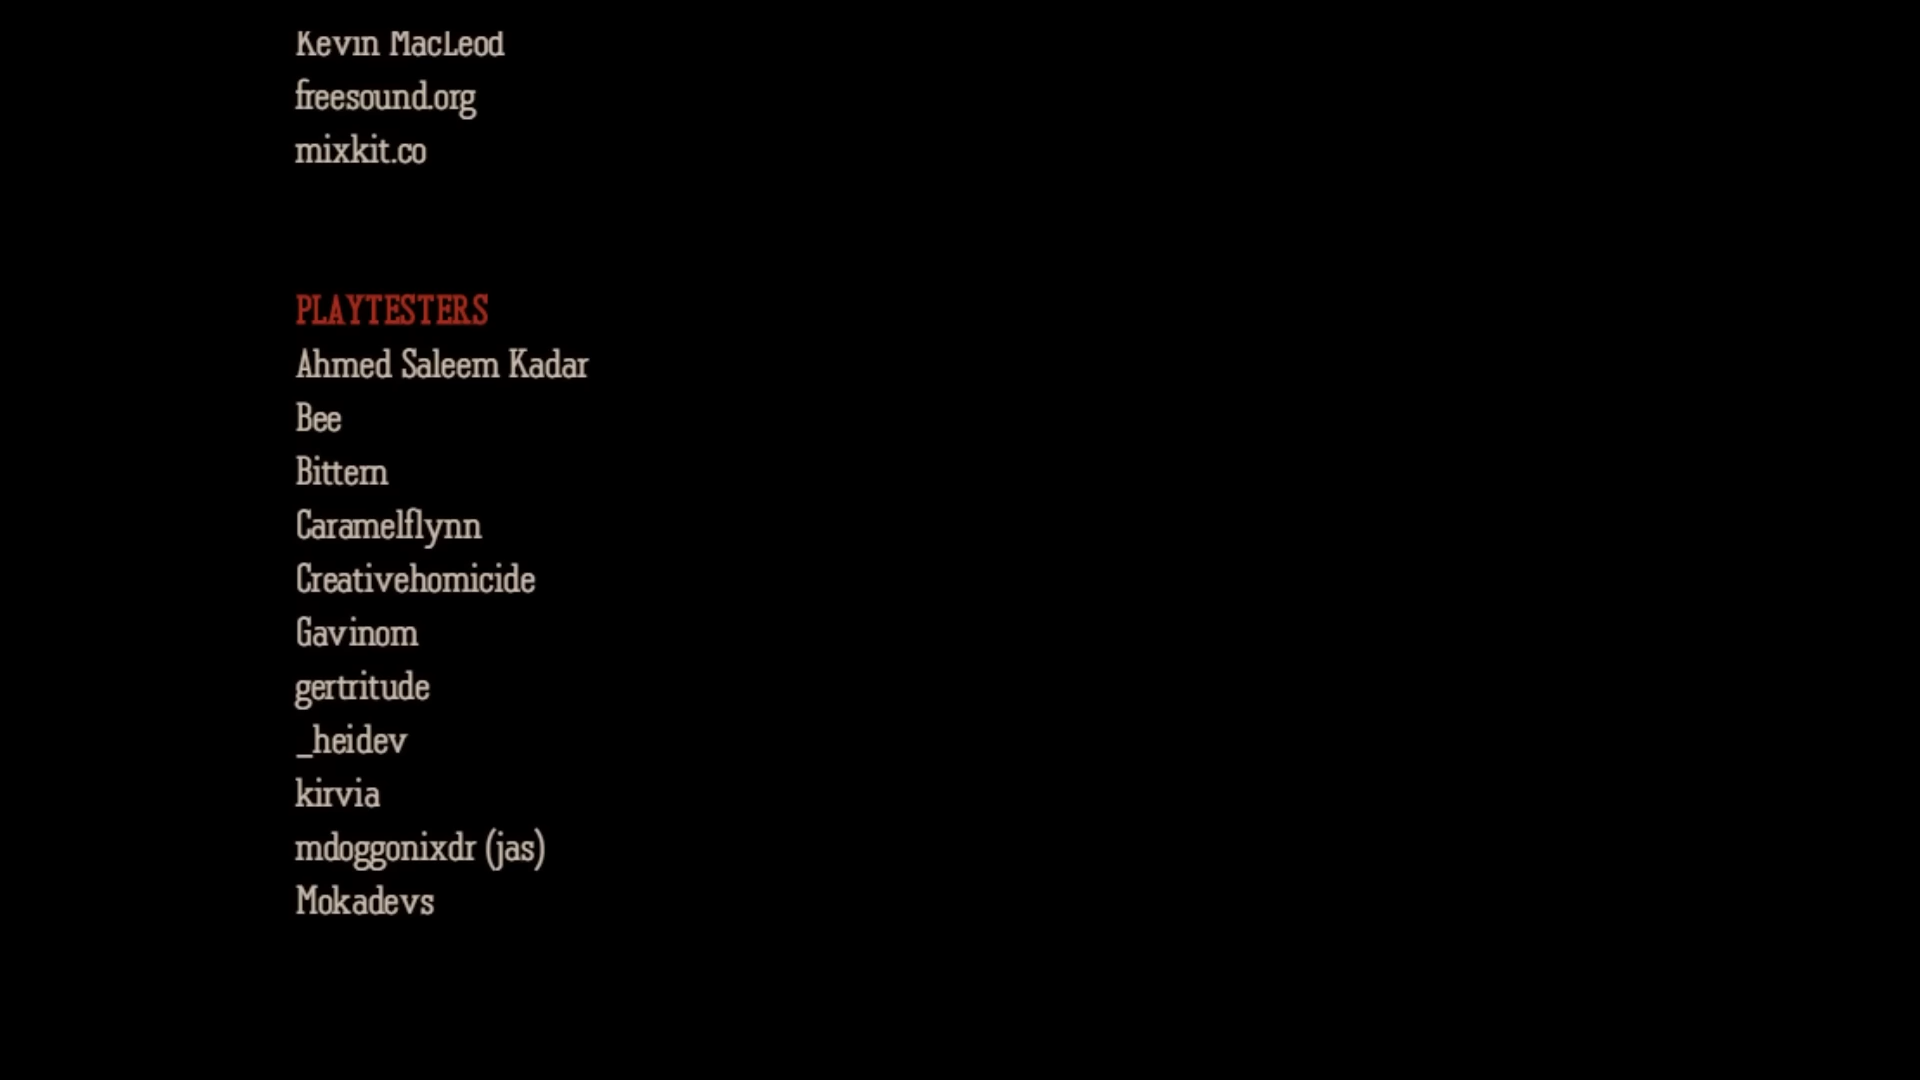 Kevin MacLeod
freesound.org
mixkit.co
PLAYTESTERS
Ahmed Saleem Kadar
Bee
Bittern
Caramelflynn
Creativehomicide
Gavinom
gertritude
_heidev
kirvia
mdoggonixdr (jas)
Mokadevs